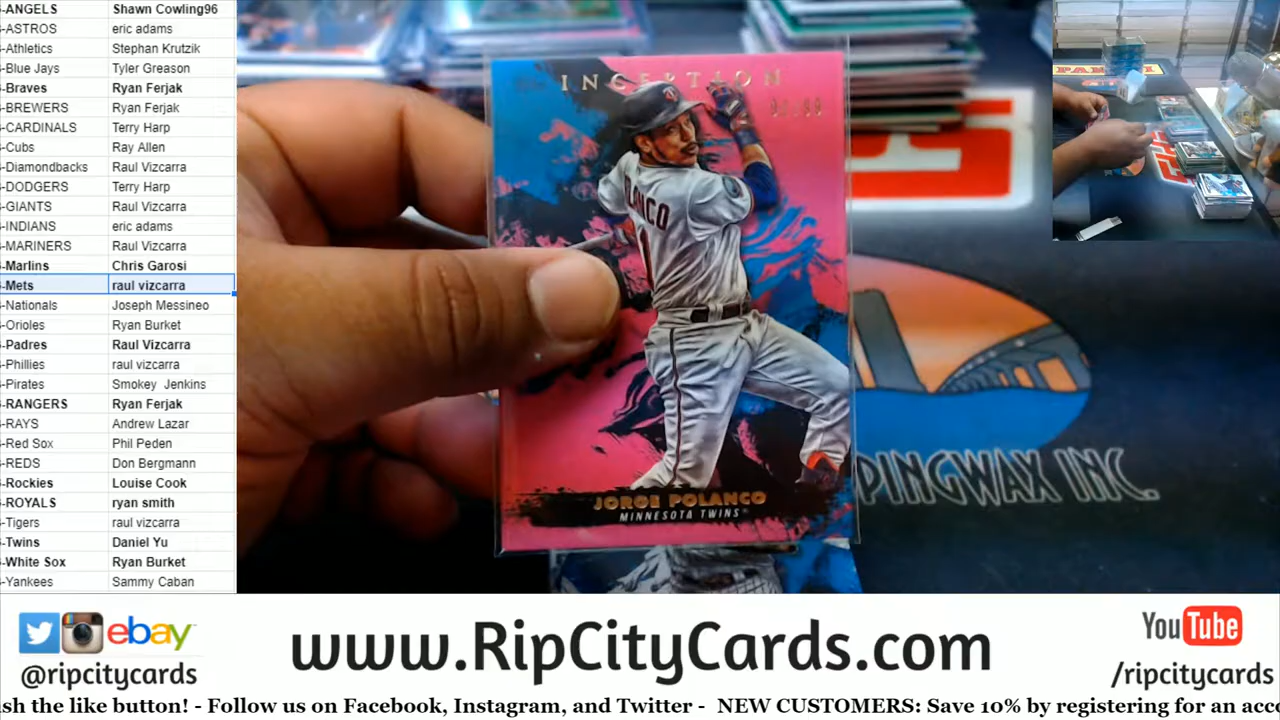 -ANGELS Shawn Cowling96
-ASTROS eric adams
-Athletics Stephan Krutzik
-Blue Jays Tyler Greason
-Braves Ryan Ferjak
-BREWERS Ryan Ferjak
-CARDINALS Terry Harp
-Cubs Ray Allen
-Diamondbacks Raul Vizcarra
-DODGERS Terry Harp
-GIANTS Raul Vizcarra
-INDIANS eric adams
-MARINERS Raul Vizcarra
-Marlins Chris Garosi
-Mets raul vizcarra
-Nationals Joseph Messineo
-Orioles Ryan Burket
-Padres Raul Vizcarra
-Phillies raul vizcarra
-Pirates Smokey Jenkins
-RANGERS Ryan Ferjak
-RAYS Andrew Lazar
-Red Sox Phil Peden
-REDS Don Bergmann
-Rockies Louise Cook
-ROYALS ryan smith
-Tigers raul vizcarra
-Twins Daniel Yu
-White Sox Ryan Burket
-Yankees Sammy Caban
INCEPTION
POLANCO
JORGE POLANCO
MINNESOTA TWINS
PINGWAX INC.
PANINI
ebay
@ripcitycards
www.RipCityCards.com
YouTube
/ripcitycards
sh the like button! - Follow us on Facebook, Instagram, and Twitter - NEW CUSTOMERS: Save 10% by registering for an acco